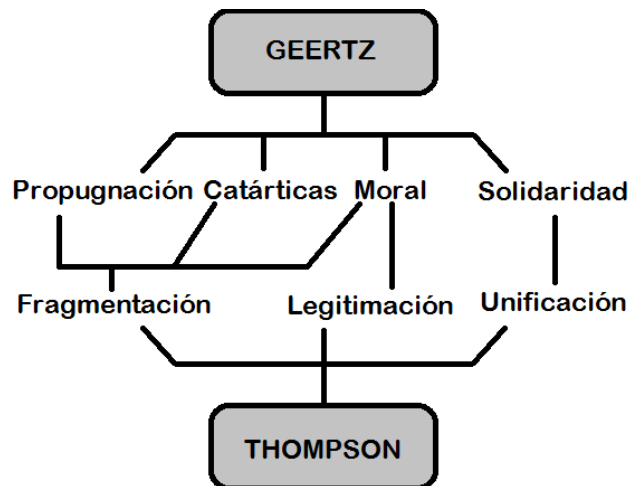 GEERTZ
Propugnación Catárticas Moral Solidaridad
Fragmentación Legitimación Unificación
THOMPSON